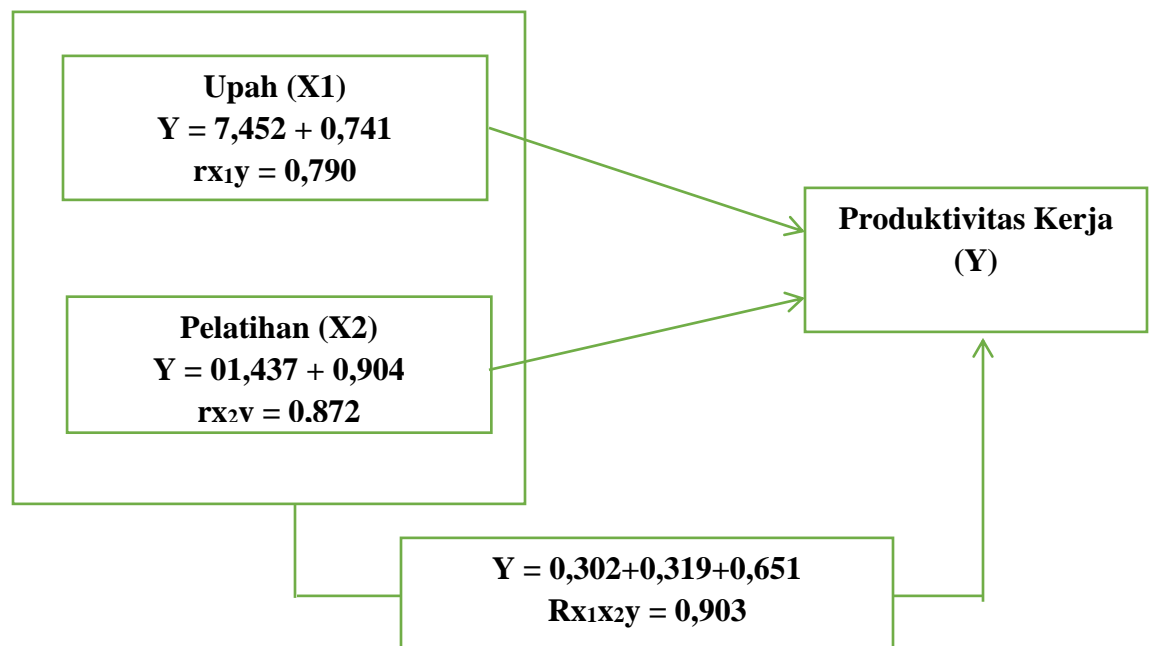 Upah (X1)
Y = 7,452 + 0,741
rx₁y = 0,790
Produktivitas Kerja
(Y)
Pelatihan (X2)
Y = 01,437 + 0,904
rx₂y = 0,872
Y = 0,302+0,319+0,651
Rx₁x₂y = 0,903